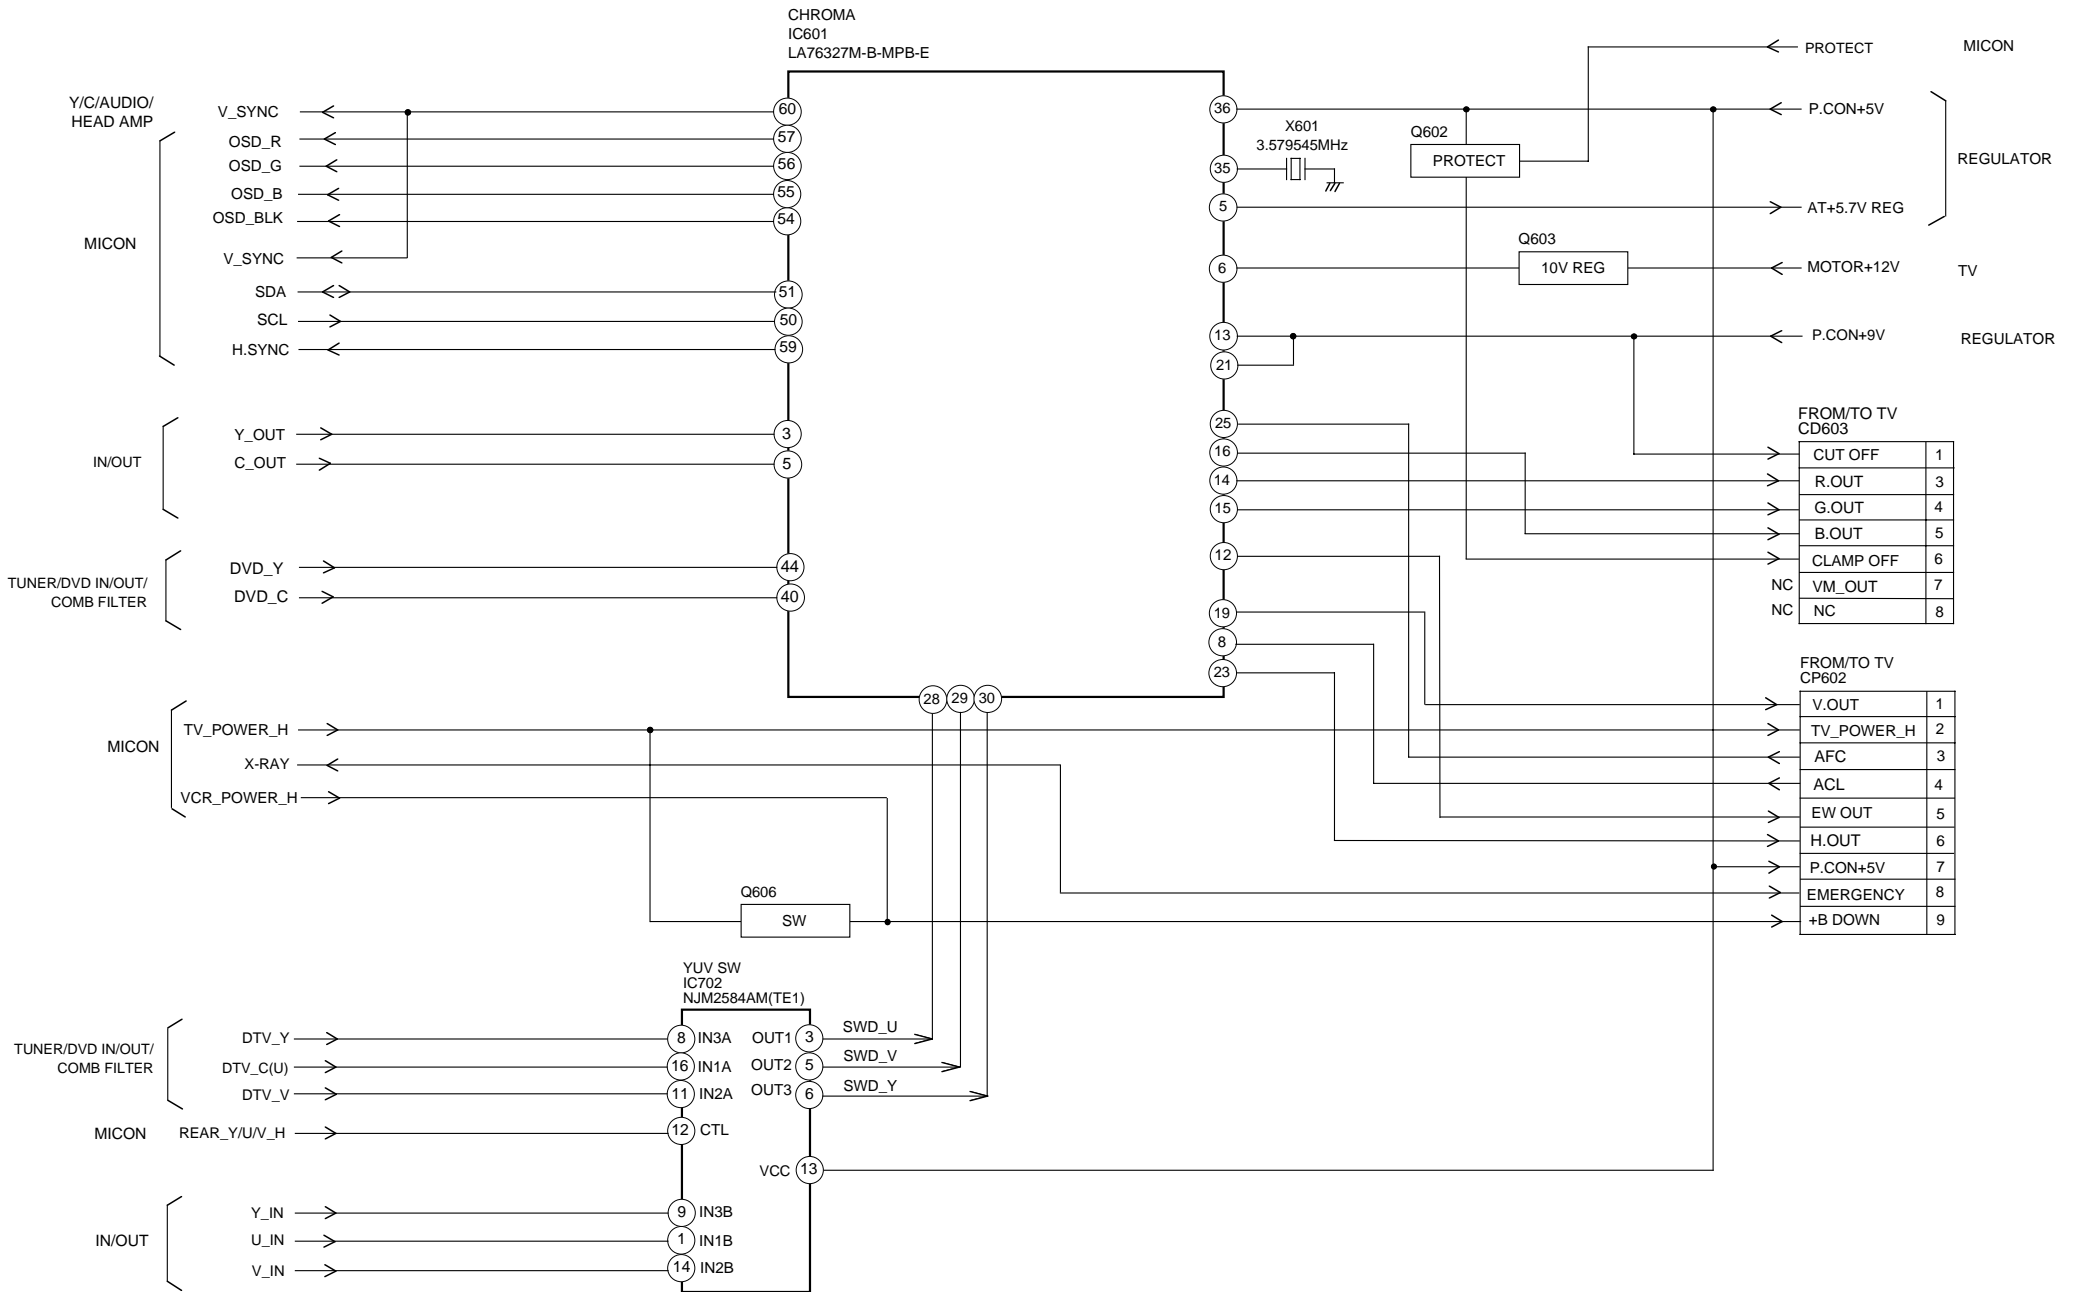 CHROMA
IC601
LA76327M-B-MPB-E
PROTECT
MICON
Y/C/AUDIO/
HEAD AMP
V_SYNC
60
36
P.CON+5V
OSD_R
57
X601
3.579545MHz
Q602
PROTECT
REGULATOR
OSD_G
56
35
OSD_B
55
5
AT+5.7V REG
OSD_BLK
54
MICON
V_SYNC
Q603
10V REG
6
MOTOR+12V
TV
SDA
51
SCL
50
13
P.CON+9V
REGULATOR
H.SYNC
59
21
IN/OUT
Y_OUT
3
C_OUT
5
25
16
14
15
12
19
8
23
FROM/TO TV
CD603
CUT OFF 1
R.OUT 3
G.OUT 4
B.OUT 5
CLAMP OFF 6
NC VM_OUT 7
NC NC 8
TUNER/DVD IN/OUT/
COMB FILTER
DVD_Y
44
DVD_C
40
28 29 30
FROM/TO TV
CP602
V.OUT 1
TV_POWER_H 2
AFC 3
ACL 4
EW OUT 5
H.OUT 6
P.CON+5V 7
EMERGENCY 8
+B DOWN 9
MICON
TV_POWER_H
X-RAY
VCR_POWER_H
Q606
SW
YUV SW
IC702
NJM2584AM(TE1)
TUNER/DVD IN/OUT/
COMB FILTER
DTV_Y
8 IN3A
OUT1 3
SWD_U
DTV_C(U)
16 IN1A
OUT2 5
SWD_V
DTV_V
11 IN2A
OUT3 6
SWD_Y
MICON
REAR_Y/U/V_H
12 CTL
VCC 13
IN/OUT
Y_IN
9 IN3B
U_IN
1 IN1B
V_IN
14 IN2B